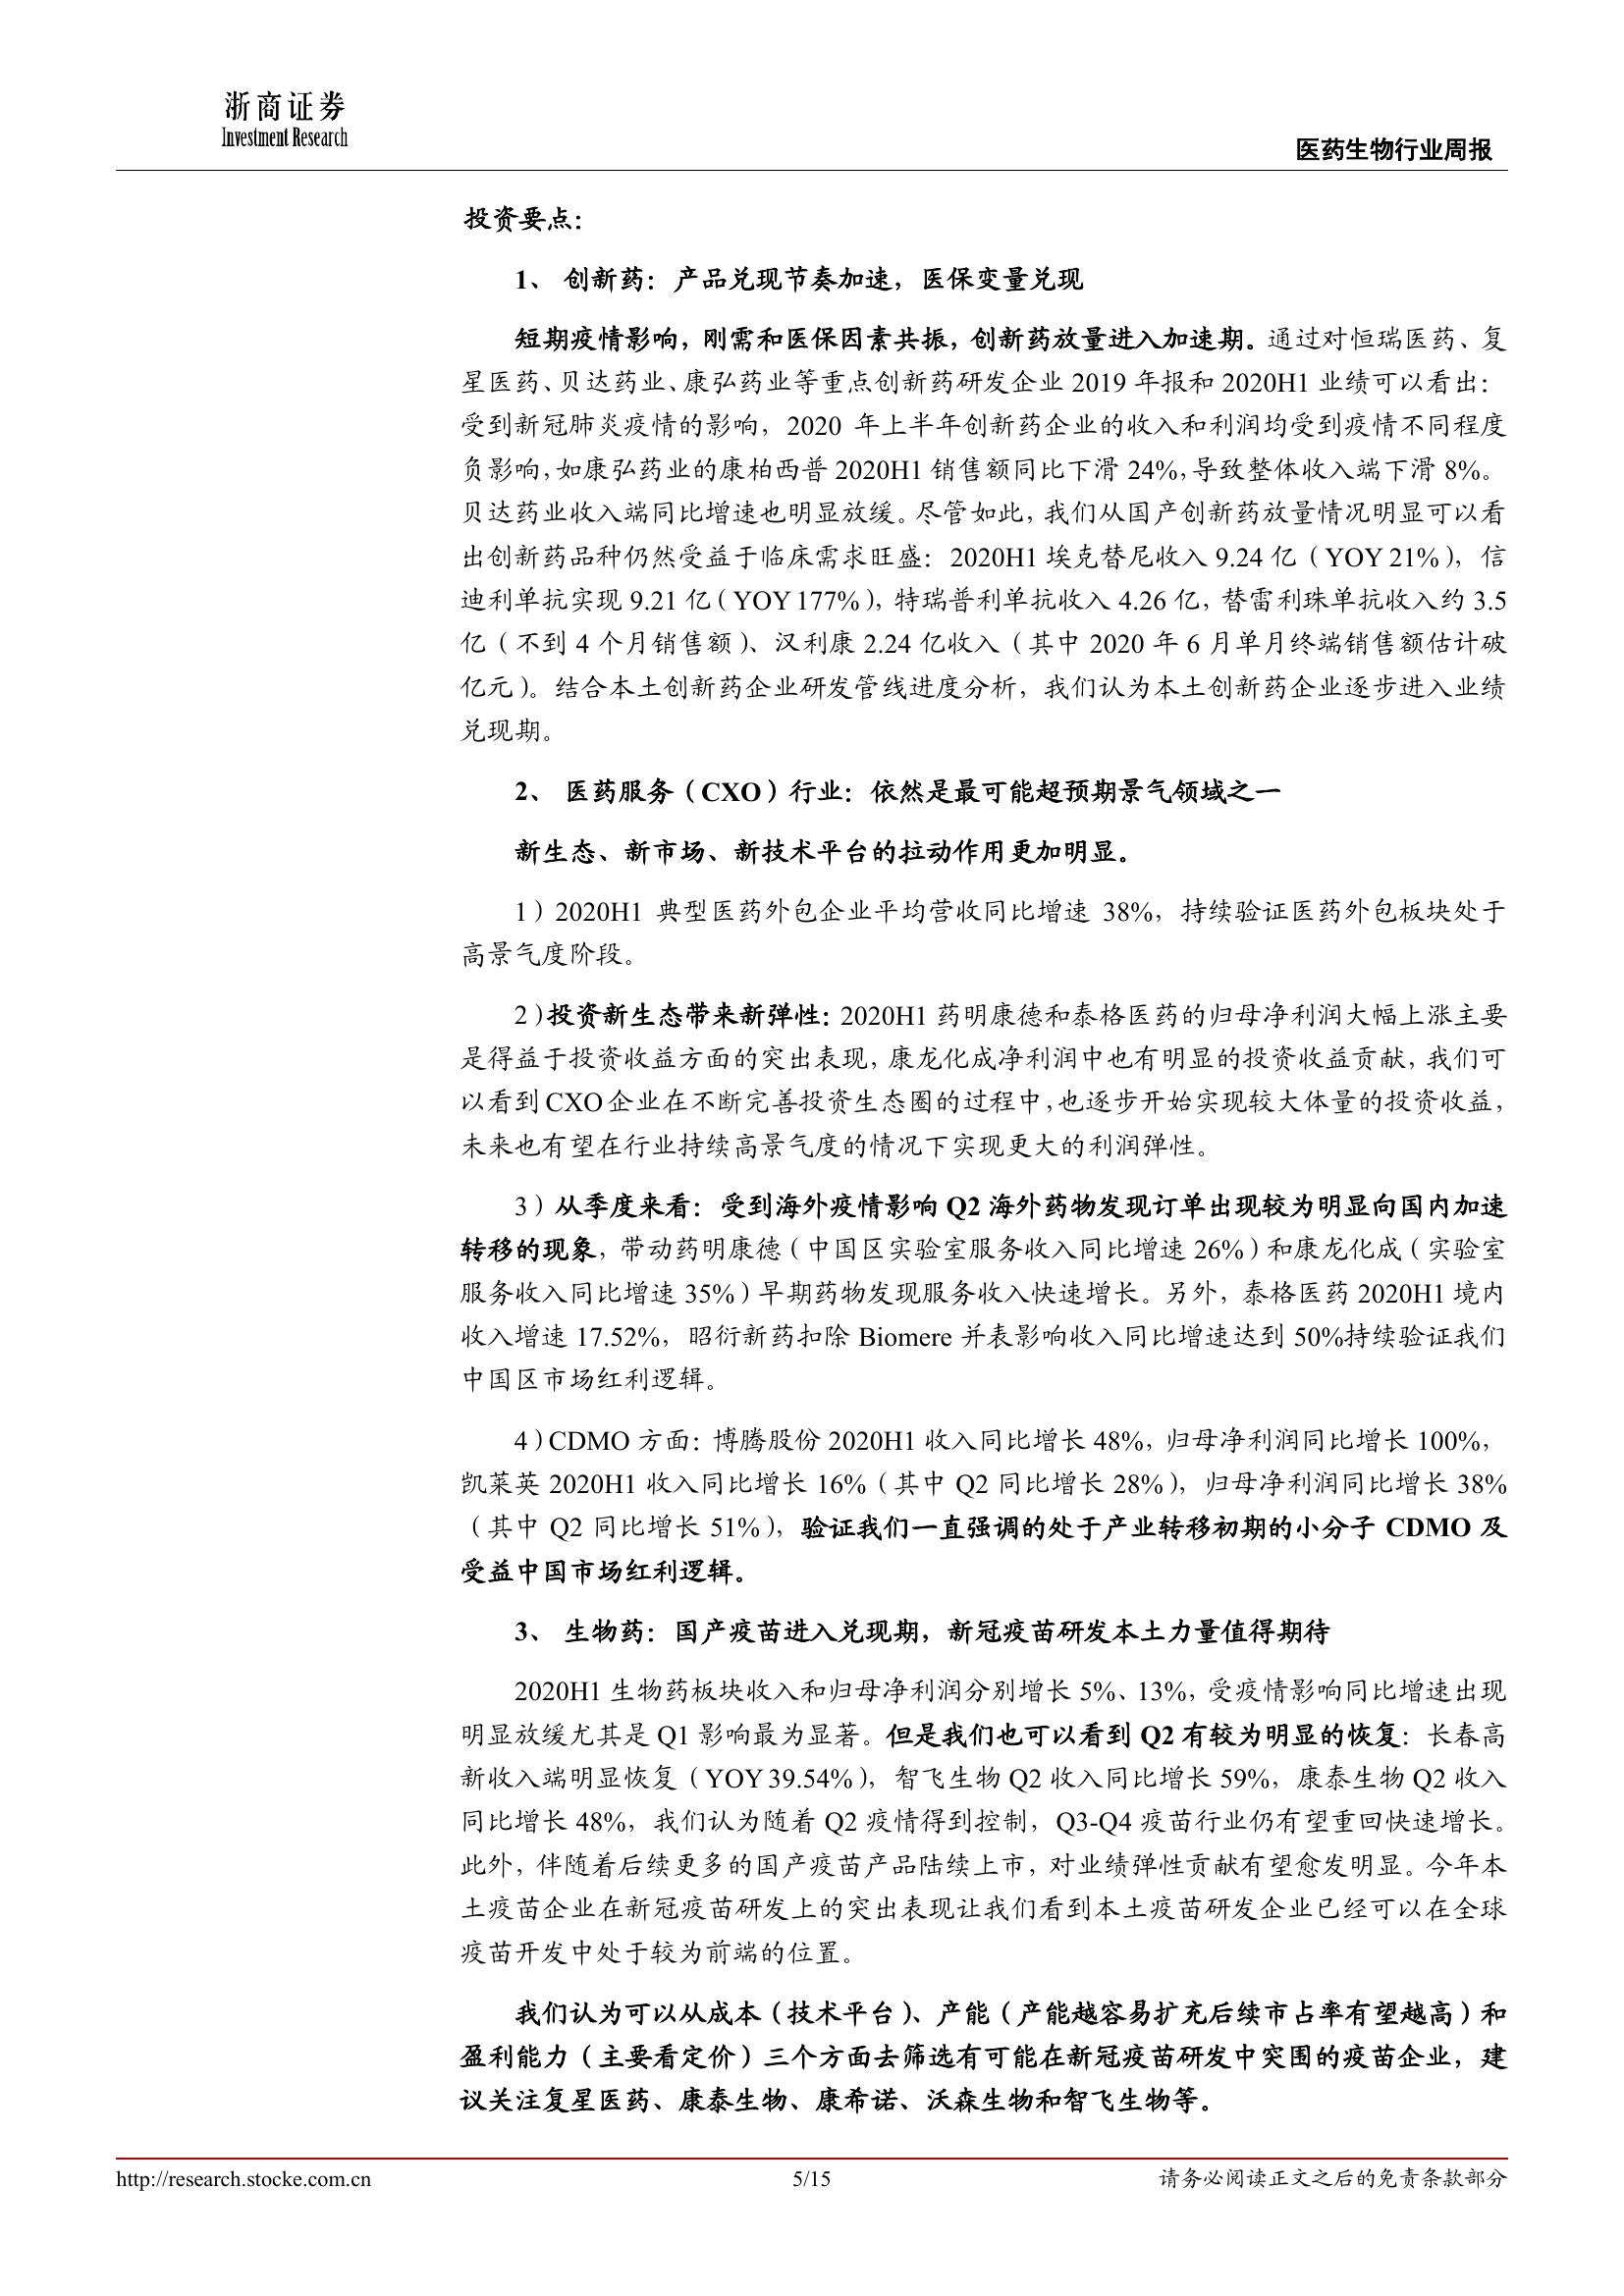 浙商证券
Investment Research
医药生物行业周报
投资要点：
1、 创新药：产品兑现节奏加速，医保变量兑现
短期疫情影响，刚需和医保因素共振，创新药放量进入加速期。通过对恒瑞医药、复
星医药、贝达药业、康弘药业等重点创新药研发企业 2019 年报和 2020H1 业绩可以看出：
受到新冠肺炎疫情的影响，2020 年上半年创新药企业的收入和利润均受到疫情不同程度
负影响，如康弘药业的康柏西普 2020H1 销售额同比下滑 24%，导致整体收入端下滑 8%。
贝达药业收入端同比增速也明显放缓。尽管如此，我们从国产创新药放量情况明显可以看
出创新药品种仍然受益于临床需求旺盛：2020H1 埃克替尼收入 9.24 亿（YOY 21%），信
迪利单抗实现 9.21 亿（YOY 177%），特瑞普利单抗收入 4.26 亿，替雷利珠单抗收入约 3.5
亿（不到 4 个月销售额）、汉利康 2.24 亿收入（其中 2020 年 6 月单月终端销售额估计破
亿元）。结合本土创新药企业研发管线进度分析，我们认为本土创新药企业逐步进入业绩
兑现期。
2、 医药服务（CXO）行业：依然是最可能超预期景气领域之一
新生态、新市场、新技术平台的拉动作用更加明显。
1）2020H1 典型医药外包企业平均营收同比增速 38%，持续验证医药外包板块处于
高景气度阶段。
2）投资新生态带来新弹性：2020H1 药明康德和泰格医药的归母净利润大幅上涨主要
是得益于投资收益方面的突出表现，康龙化成净利润中也有明显的投资收益贡献，我们可
以看到 CXO 企业在不断完善投资生态圈的过程中，也逐步开始实现较大体量的投资收益，
未来也有望在行业持续高景气度的情况下实现更大的利润弹性。
3）从季度来看：受到海外疫情影响 Q2 海外药物发现订单出现较为明显向国内加速
转移的现象，带动药明康德（中国区实验室服务收入同比增速 26%）和康龙化成（实验室
服务收入同比增速 35%）早期药物发现服务收入快速增长。另外，泰格医药 2020H1 境内
收入增速 17.52%，昭衍新药扣除 Biomere 并表影响收入同比增速达到 50%持续验证我们
中国区市场红利逻辑。
4）CDMO 方面：博腾股份 2020H1 收入同比增长 48%，归母净利润同比增长 100%，
凯莱英 2020H1 收入同比增长 16%（其中 Q2 同比增长 28%），归母净利润同比增长 38%
（其中 Q2 同比增长 51%），验证我们一直强调的处于产业转移初期的小分子 CDMO 及
受益中国市场红利逻辑。
3、 生物药：国产疫苗进入兑现期，新冠疫苗研发本土力量值得期待
2020H1 生物药板块收入和归母净利润分别增长 5%、13%，受疫情影响同比增速出现
明显放缓尤其是 Q1 影响最为显著。但是我们也可以看到 Q2 有较为明显的恢复：长春高
新收入端明显恢复（YOY 39.54%），智飞生物 Q2 收入同比增长 59%，康泰生物 Q2 收入
同比增长 48%，我们认为随着 Q2 疫情得到控制，Q3-Q4 疫苗行业仍有望重回快速增长。
此外，伴随着后续更多的国产疫苗产品陆续上市，对业绩弹性贡献有望愈发明显。今年本
土疫苗企业在新冠疫苗研发上的突出表现让我们看到本土疫苗研发企业已经可以在全球
疫苗开发中处于较为前端的位置。
我们认为可以从成本（技术平台）、产能（产能越容易扩充后续市占率有望越高）和
盈利能力（主要看定价）三个方面去筛选有可能在新冠疫苗研发中突围的疫苗企业，建
议关注复星医药、康泰生物、康希诺、沃森生物和智飞生物等。
http://research.stocke.com.cn
5/15
请务必阅读正文之后的免责条款部分